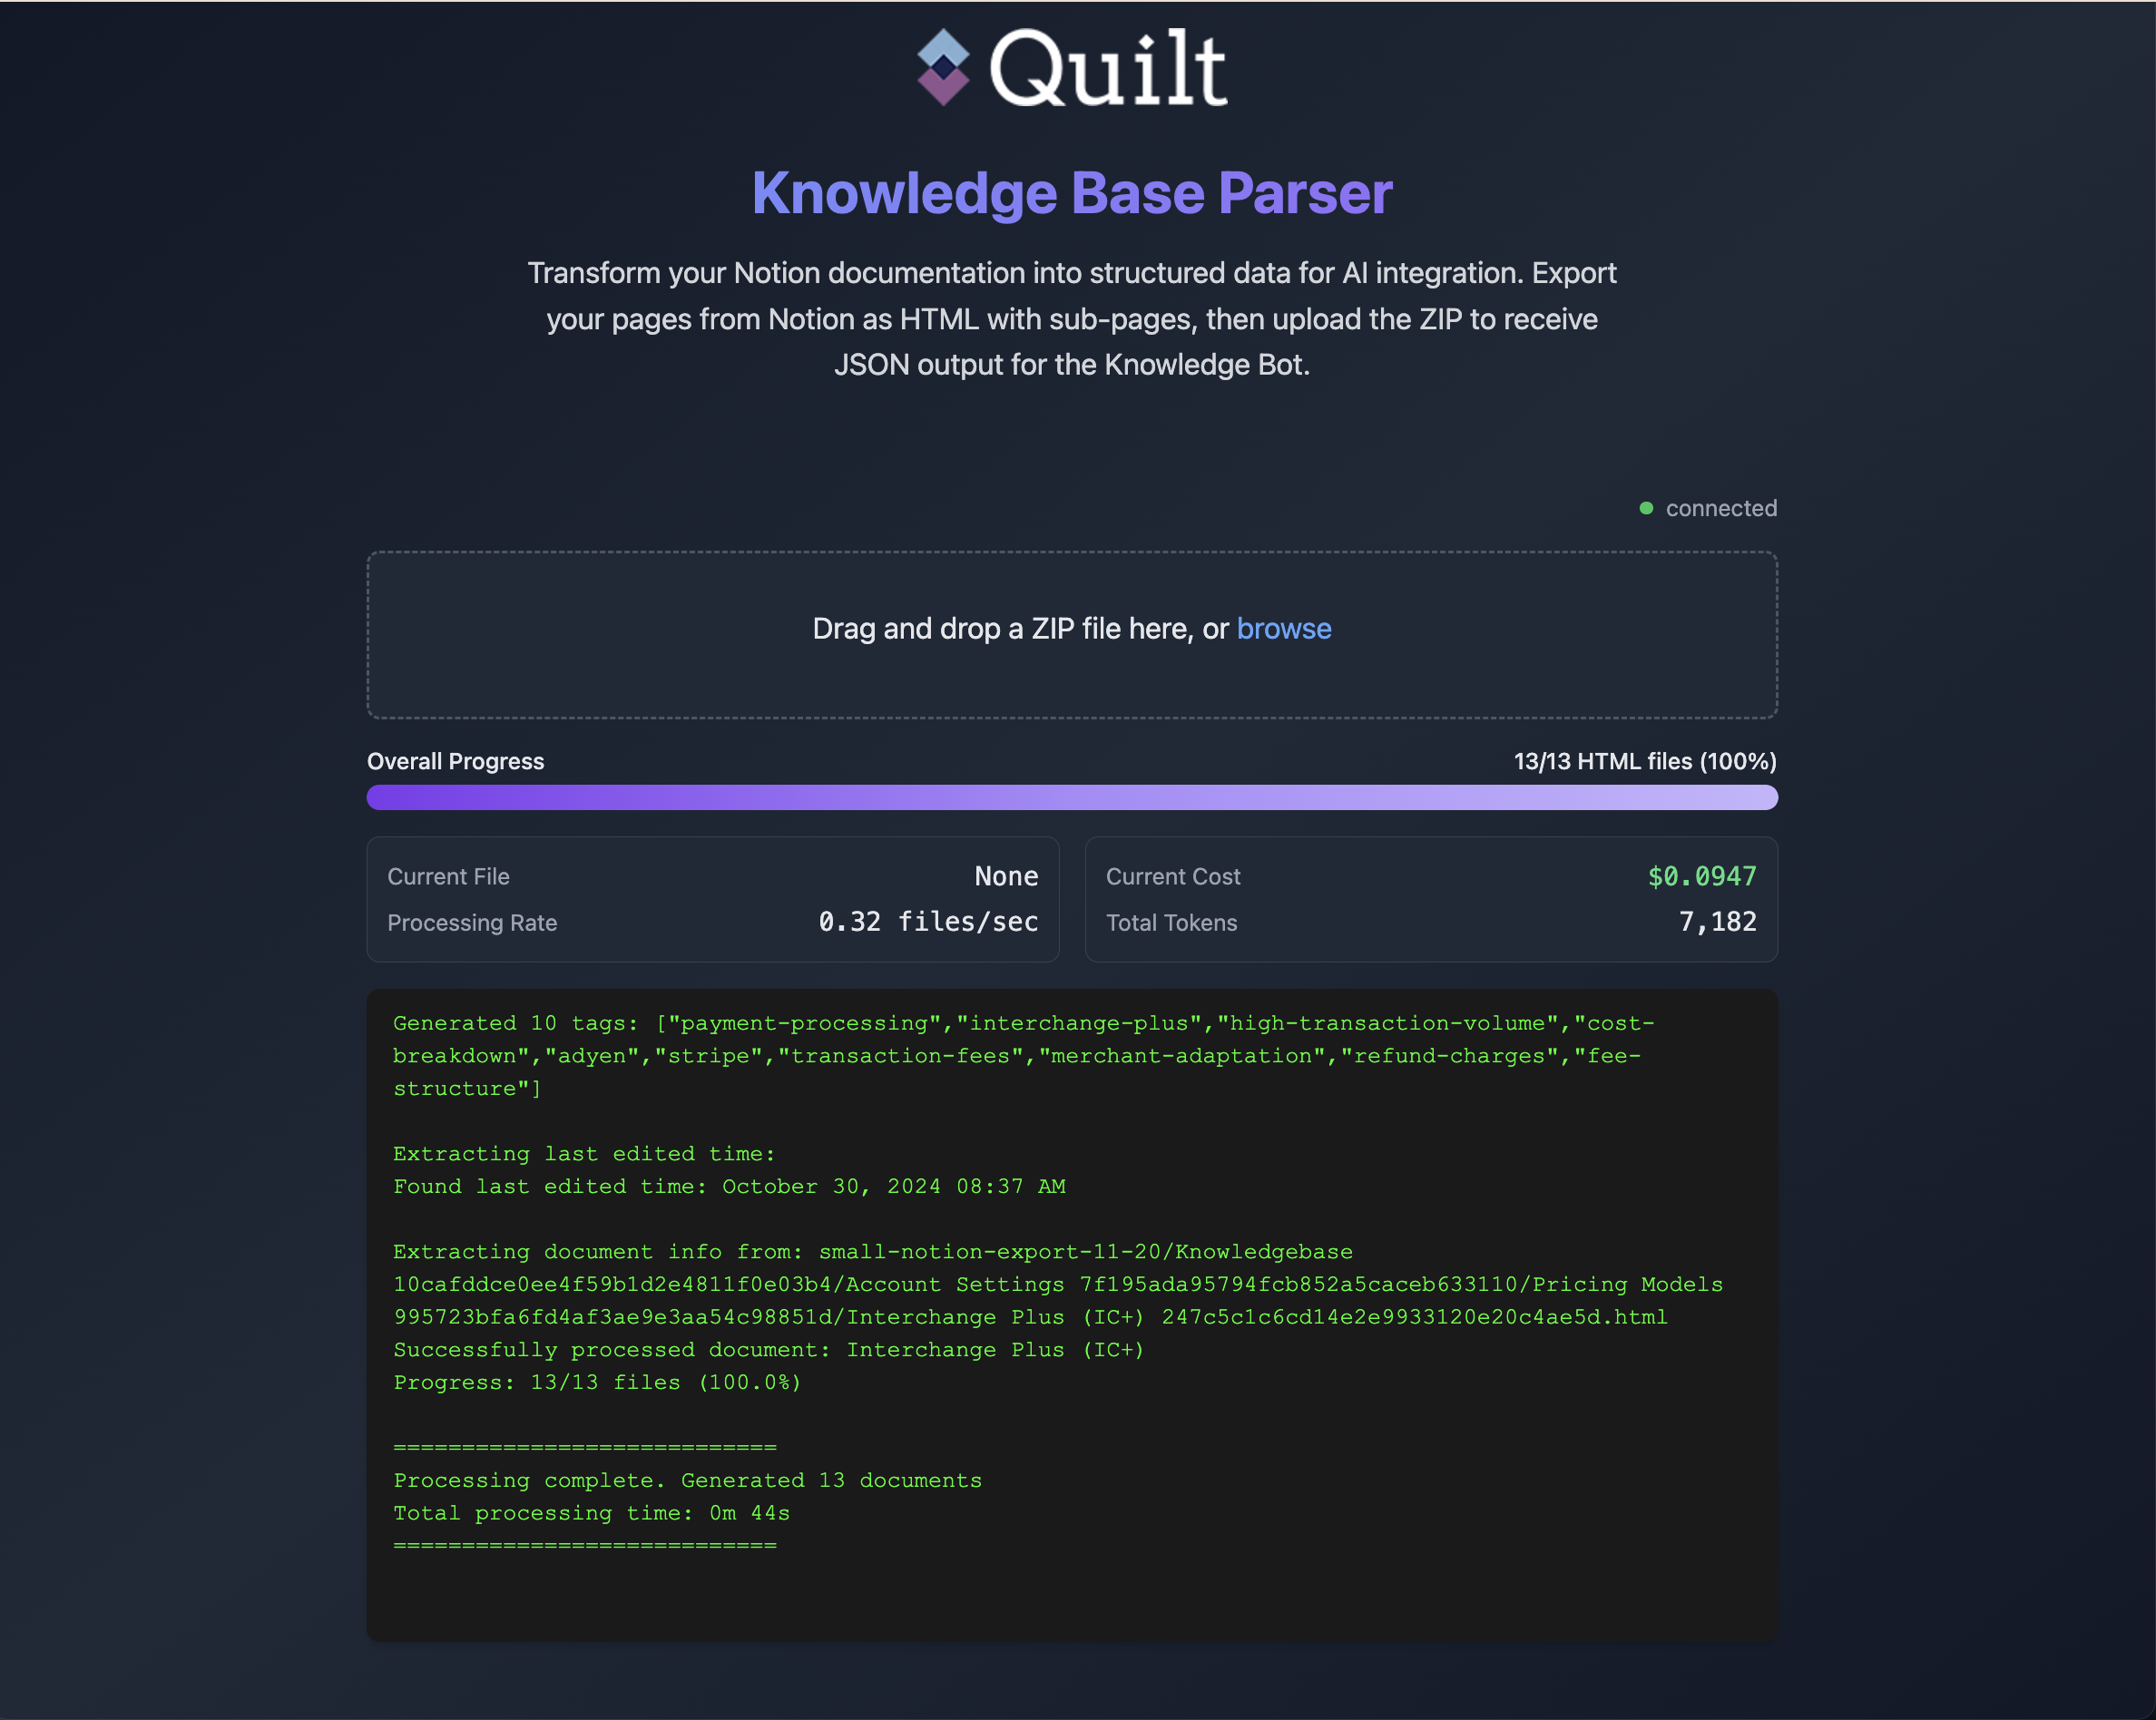 Quilt
Knowledge Base Parser
Transform your Notion documentation into structured data for AI integration. Export
your pages from Notion as HTML with sub-pages, then upload the ZIP to receive
JSON output for the Knowledge Bot.
connected
Drag and drop a ZIP file here, or browse
Overall Progress 13/13 HTML files (100%)
Current File None
Processing Rate 0.32 files/sec
Current Cost $0.0947
Total Tokens 7,182
Generated 10 tags: ["payment-processing","interchange-plus","high-transaction-volume","cost-
breakdown","adyen","stripe","transaction-fees","merchant-adaptation","refund-charges","fee-
structure"]
Extracting last edited time:
Found last edited time: October 30, 2024 08:37 AM
Extracting document info from: small-notion-export-11-20/Knowledgebase
10cafddce0ee4f59b1d2e4811f0e03b4/Account Settings 7f195ada95794fcb852a5caceb633110/Pricing Models
995723bfa6fd4af3ae9e3aa54c98851d/Interchange Plus (IC+) 247c5c1c6cd14e2e9933120e20c4ae5d.html
Successfully processed document: Interchange Plus (IC+)
Progress: 13/13 files (100.0%)
============================
Processing complete. Generated 13 documents
Total processing time: 0m 44s
============================